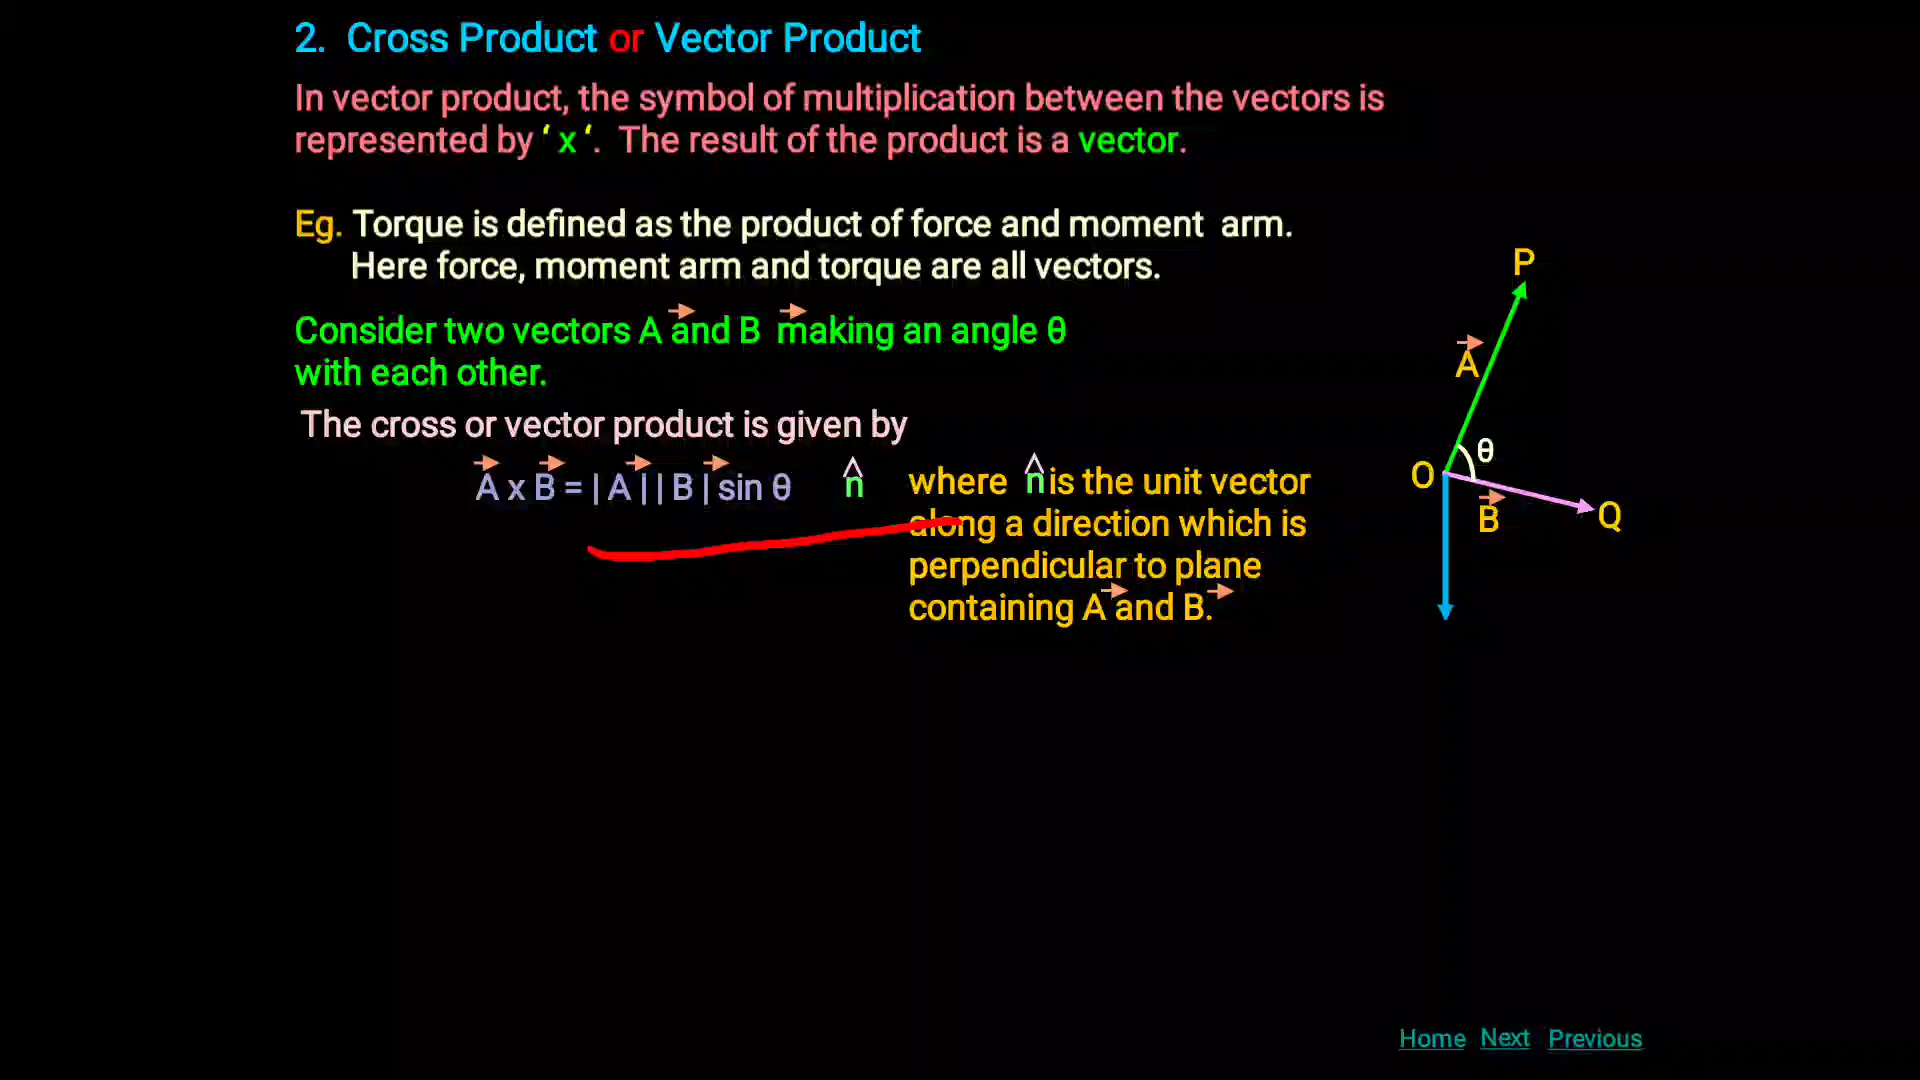 2. Cross Product or Vector Product
In vector product, the symbol of multiplication between the vectors is
represented by ‘ x ‘. The result of the product is a vector.
Eg. Torque is defined as the product of force and moment arm.
Here force, moment arm and torque are all vectors.
Consider two vectors A and B making an angle θ
with each other.
The cross or vector product is given by
A x B = | A | | B | sin θ n̂
where n̂ is the unit vector
along a direction which is
perpendicular to plane
containing A and B.
P
A
θ
O
B
Q
Home Next Previous